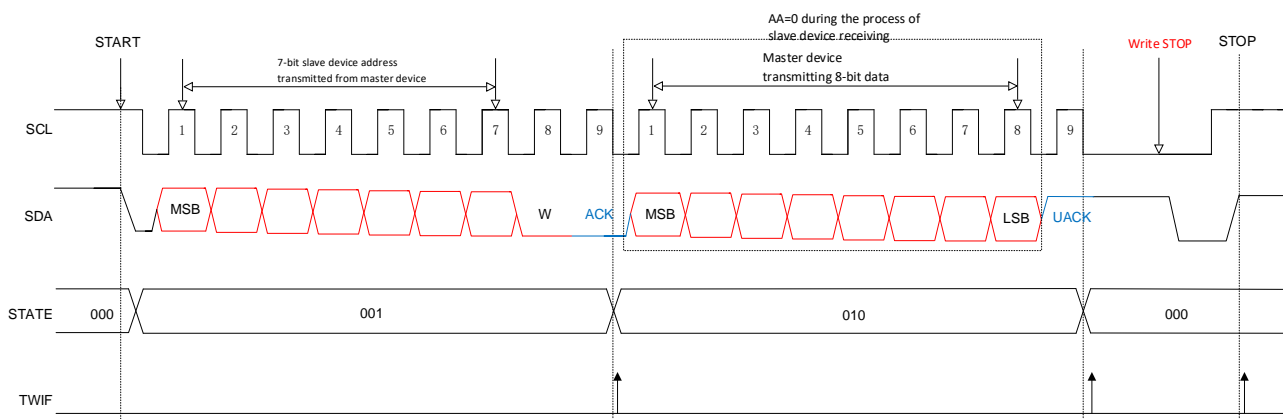 AA=0 during the process of
slave device receiving
START
Write STOP
STOP
7-bit slave device address
transmitted from master device
Master device
transmitting 8-bit data
SCL
1 2 3 4 5 6 7 8 9 1 2 3 4 5 6 7 8 9
SDA
MSB W ACK MSB LSB UACK
STATE
000 001 010 000
TWIF